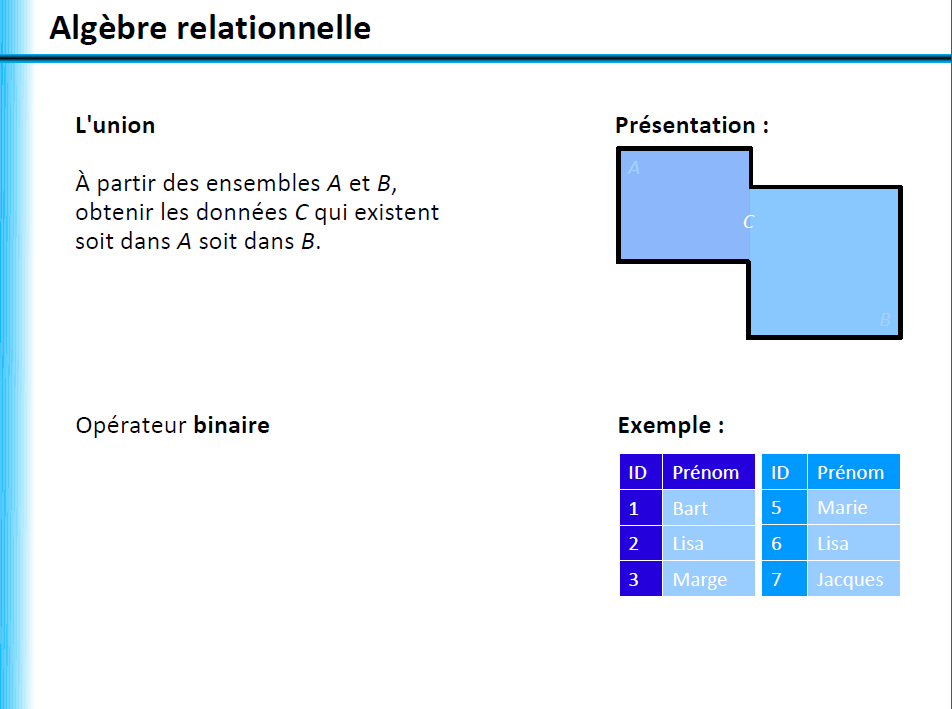 Algèbre relationnelle
L'union
À partir des ensembles A et B,
obtenir les données C qui existent
soit dans A soit dans B.
Présentation :
A
C
B
Opérateur binaire
Exemple :
ID Prénom ID Prénom
1 Bart 5 Marie
2 Lisa 6 Lisa
3 Marge 7 Jacques